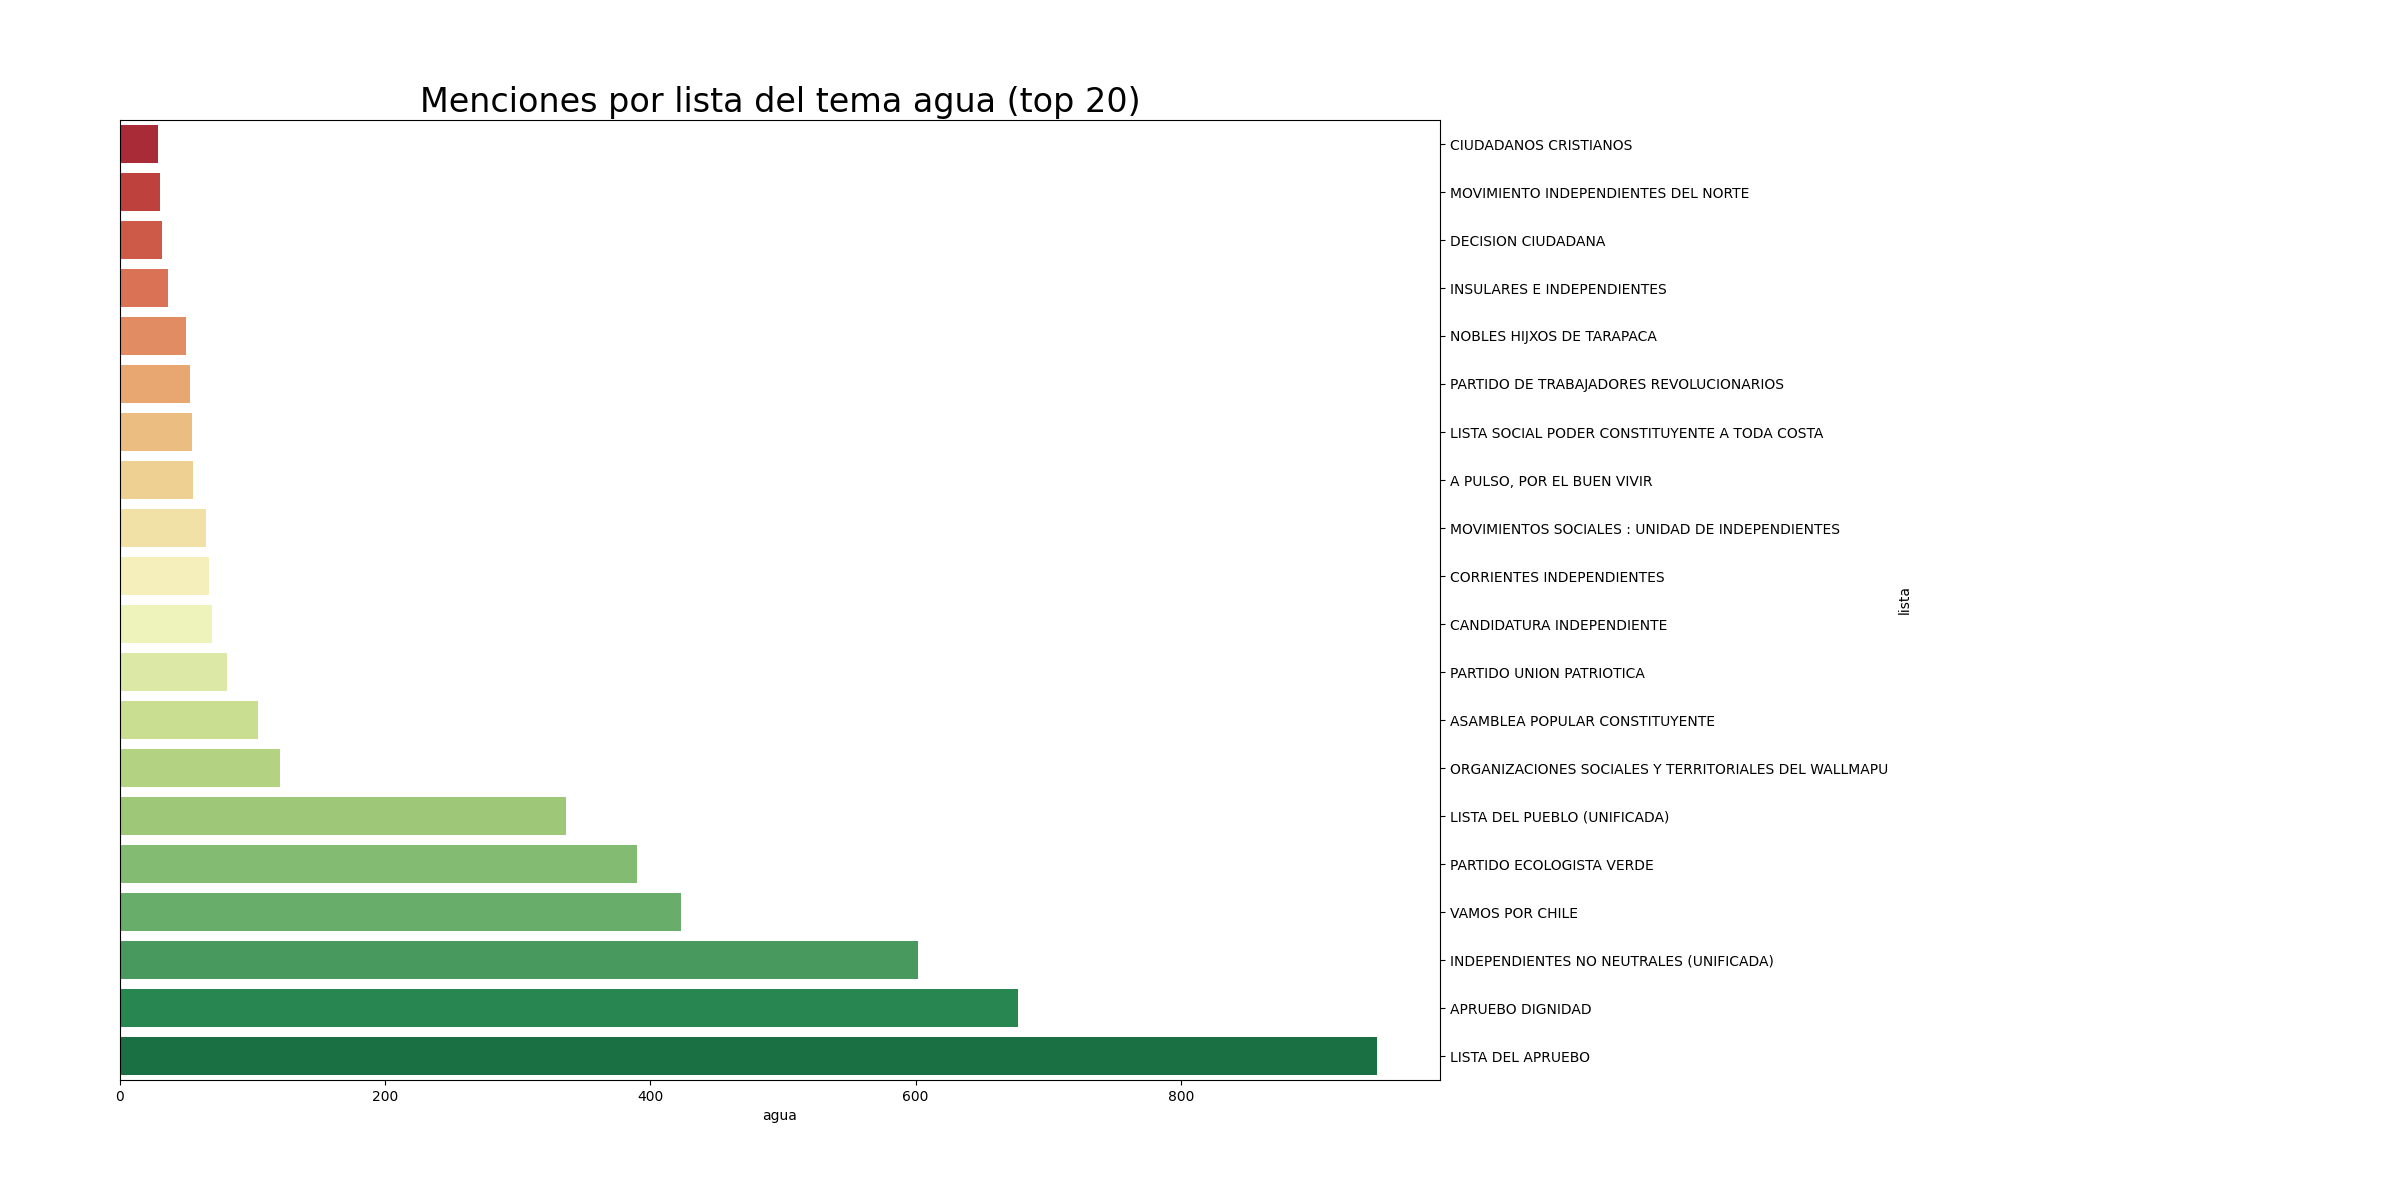 Menciones por lista del tema agua (top 20)
CIUDADANOS CRISTIANOS
MOVIMIENTO INDEPENDIENTES DEL NORTE
DECISION CIUDADANA
INSULARES E INDEPENDIENTES
NOBLES HIJXOS DE TARAPACA
PARTIDO DE TRABAJADORES REVOLUCIONARIOS
LISTA SOCIAL PODER CONSTITUYENTE A TODA COSTA
A PULSO, POR EL BUEN VIVIR
MOVIMIENTOS SOCIALES : UNIDAD DE INDEPENDIENTES
CORRIENTES INDEPENDIENTES
CANDIDATURA INDEPENDIENTE
PARTIDO UNION PATRIOTICA
ASAMBLEA POPULAR CONSTITUYENTE
ORGANIZACIONES SOCIALES Y TERRITORIALES DEL WALLMAPU
LISTA DEL PUEBLO (UNIFICADA)
PARTIDO ECOLOGISTA VERDE
VAMOS POR CHILE
INDEPENDIENTES NO NEUTRALES (UNIFICADA)
APRUEBO DIGNIDAD
LISTA DEL APRUEBO
lista
0 200 400 600 800
agua